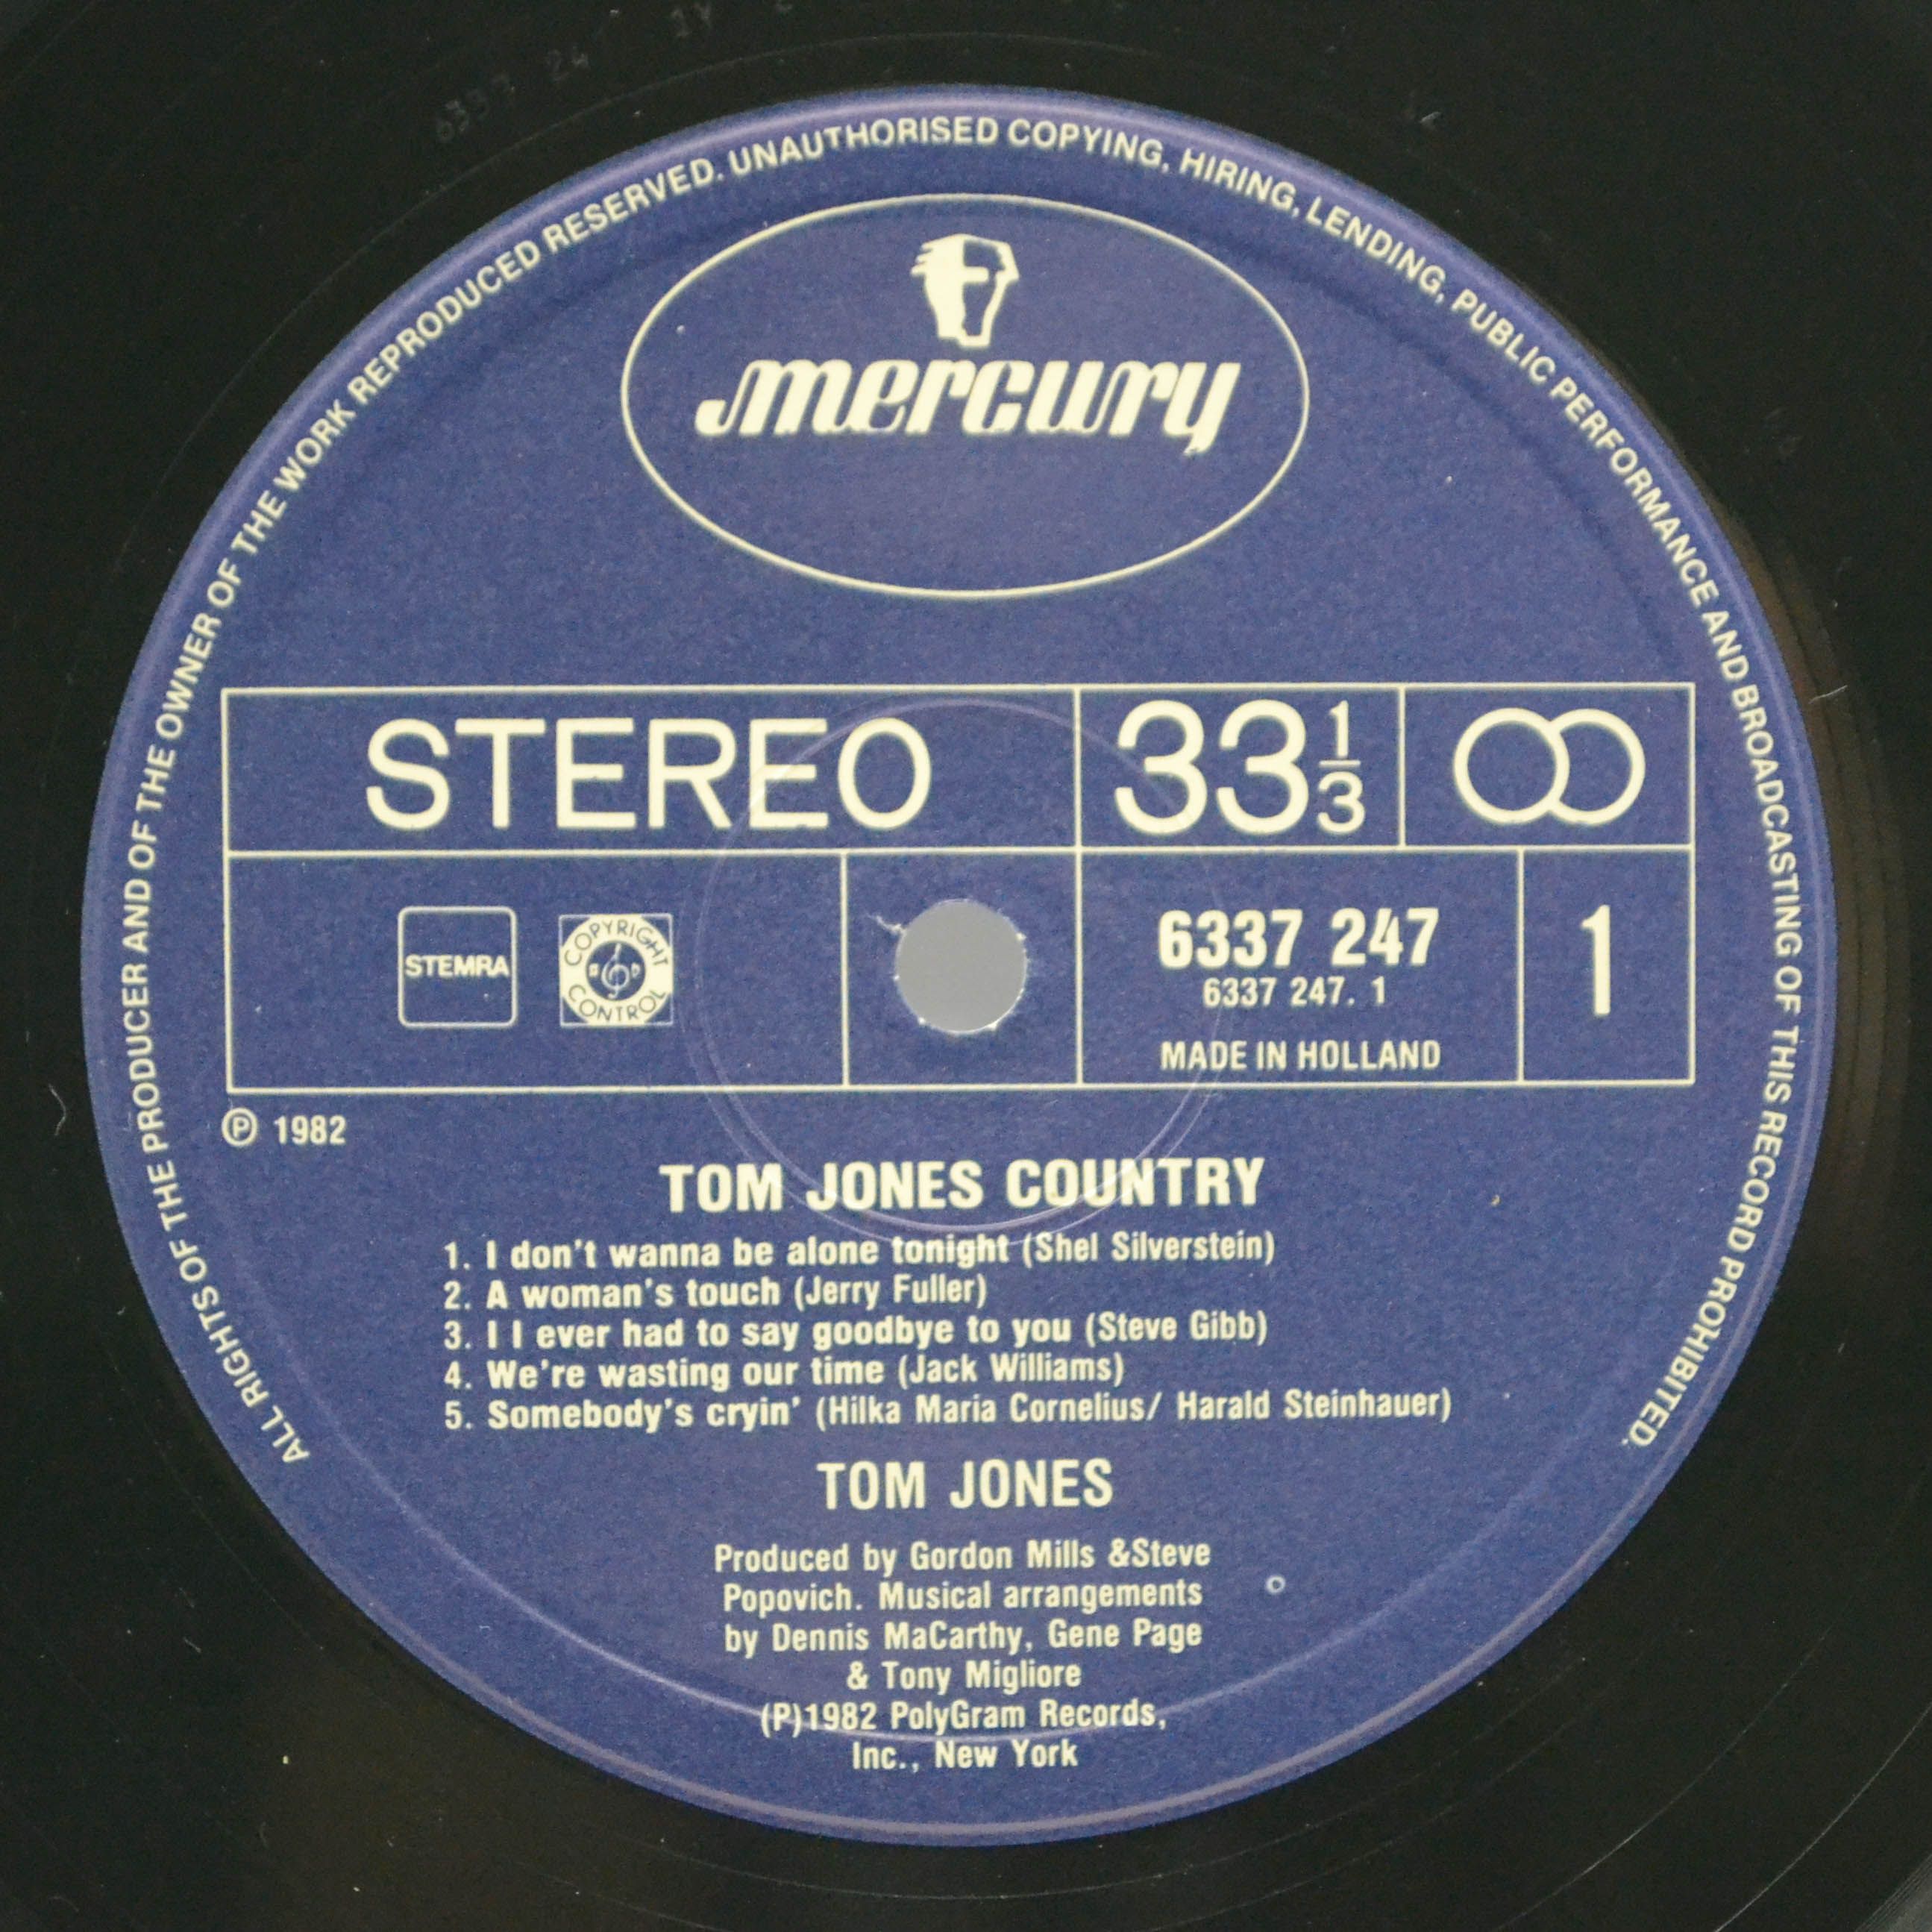 ALL RIGHTS OF THE PRODUCER AND OF THE OWNER OF THE WORK REPRODUCED RESERVED. UNAUTHORISED COPYING, HIRING, LENDING, PUBLIC PERFORMANCE AND BROADCASTING OF THIS RECORD PROHIBITED.
mercury
STEREO
33 1/3
STEMRA
COPYRIGHT CONTROL
6337 247
6337 247. 1
MADE IN HOLLAND
1
℗ 1982
TOM JONES COUNTRY
1. I don't wanna be alone tonight (Shel Silverstein)
2. A woman's touch (Jerry Fuller)
3. I I ever had to say goodbye to you (Steve Gibb)
4. We're wasting our time (Jack Williams)
5. Somebody's cryin' (Hilka Maria Cornelius/ Harald Steinhauer)
TOM JONES
Produced by Gordon Mills &Steve
Popovich. Musical arrangements
by Dennis MaCarthy, Gene Page
& Tony Migliore
(P)1982 PolyGram Records,
Inc., New York